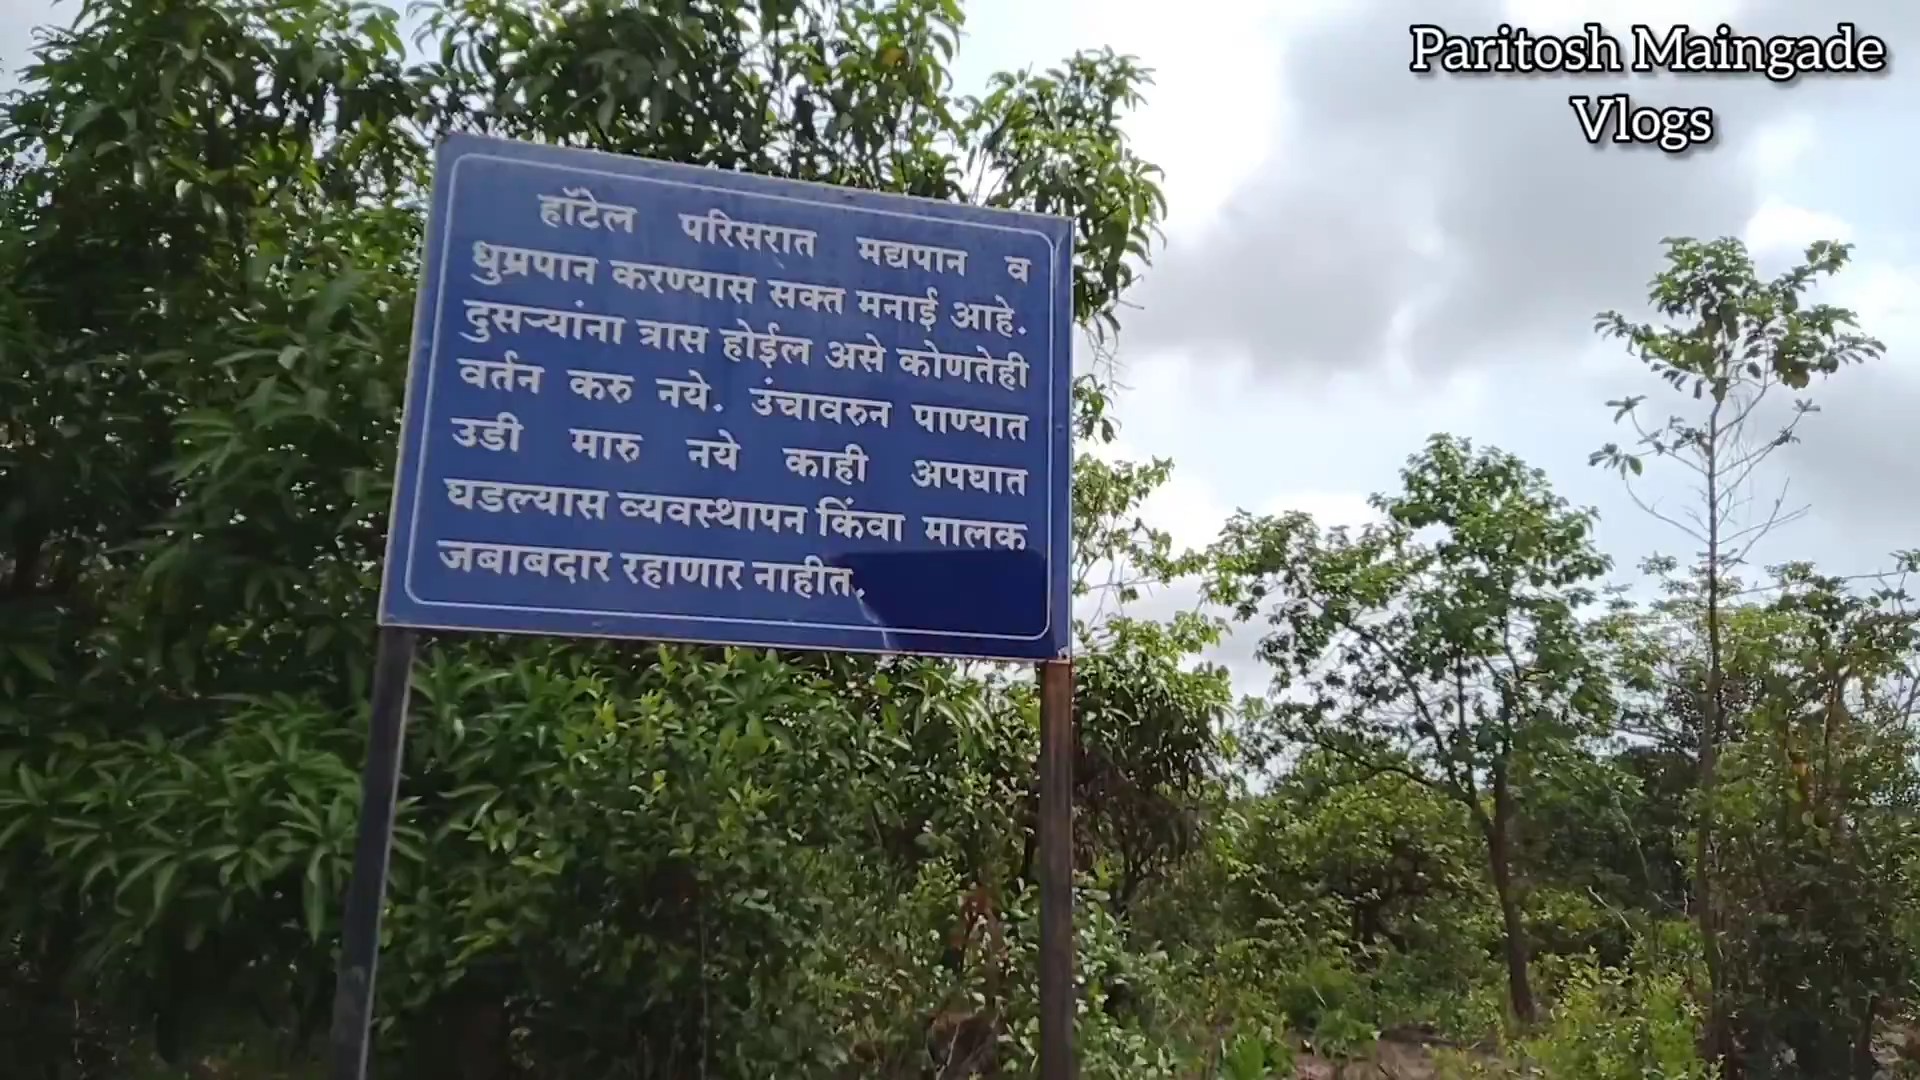 Paritosh Maingade
Vlogs
हॉटेल परिसरात मद्यपान व
धुम्रपान करण्यास सक्त मनाई आहे.
दुसऱ्यांना त्रास होईल असे कोणतेही
वर्तन करु नये. उंचावरुन पाण्यात
उडी मारु नये काही अपघात
घडल्यास व्यवस्थापन किंवा मालक
जबाबदार रहाणार नाहीत.